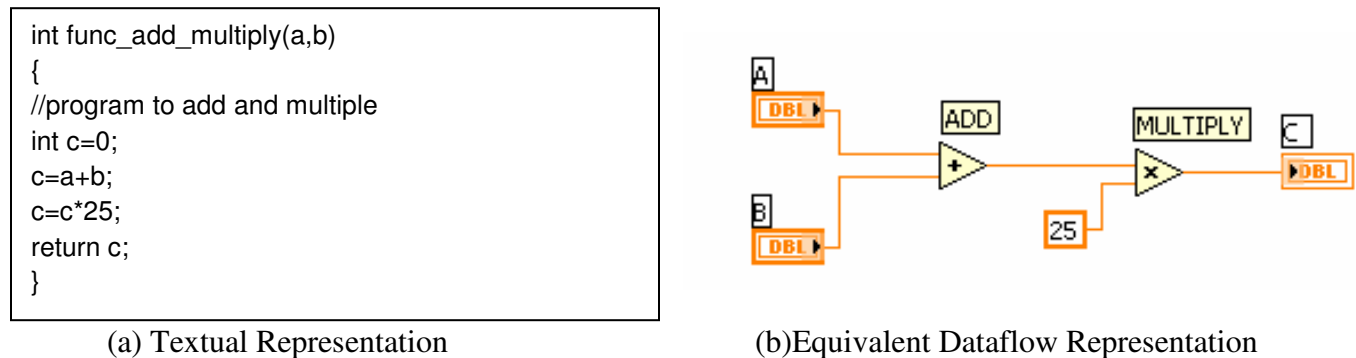 int func_add_multiply(a,b)
{
//program to add and multiple
int c=0;
c=a+b;
c=c*25;
return c;
}
(a) Textual Representation
A
DBL
ADD
+
MULTIPLY
×
C
DBL
B
DBL
25
(b)Equivalent Dataflow Representation